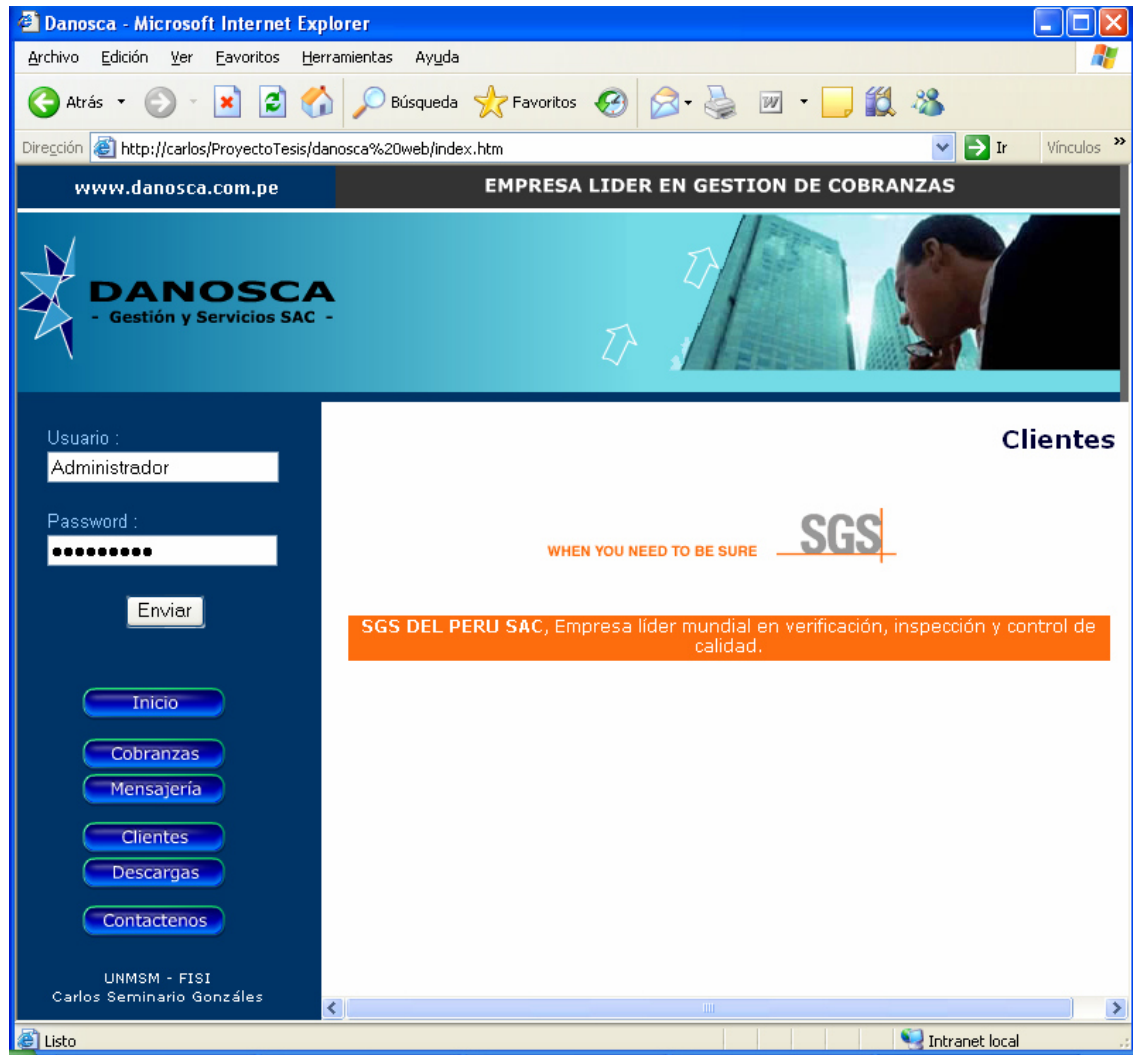 Danosca - Microsoft Internet Explorer
Archivo Edición Ver Favoritos Herramientas Ayuda
Atrás Búsqueda Favoritos
Dirección http://carlos/ProyectoTesis/danosca%20web/index.htm Ir Vínculos »
www.danosca.com.pe EMPRESA LIDER EN GESTION DE COBRANZAS
DANOSCA
- Gestión y Servicios SAC -
Clientes
Usuario :
Administrador
Password :
●●●●●●●●●
Enviar
WHEN YOU NEED TO BE SURE SGS
SGS DEL PERU SAC, Empresa líder mundial en verificación, inspección y control de
calidad.
Inicio
Cobranzas
Mensajería
Clientes
Descargas
Contactenos
UNMSM - FISI
Carlos Seminario Gonzáles
Listo Intranet local